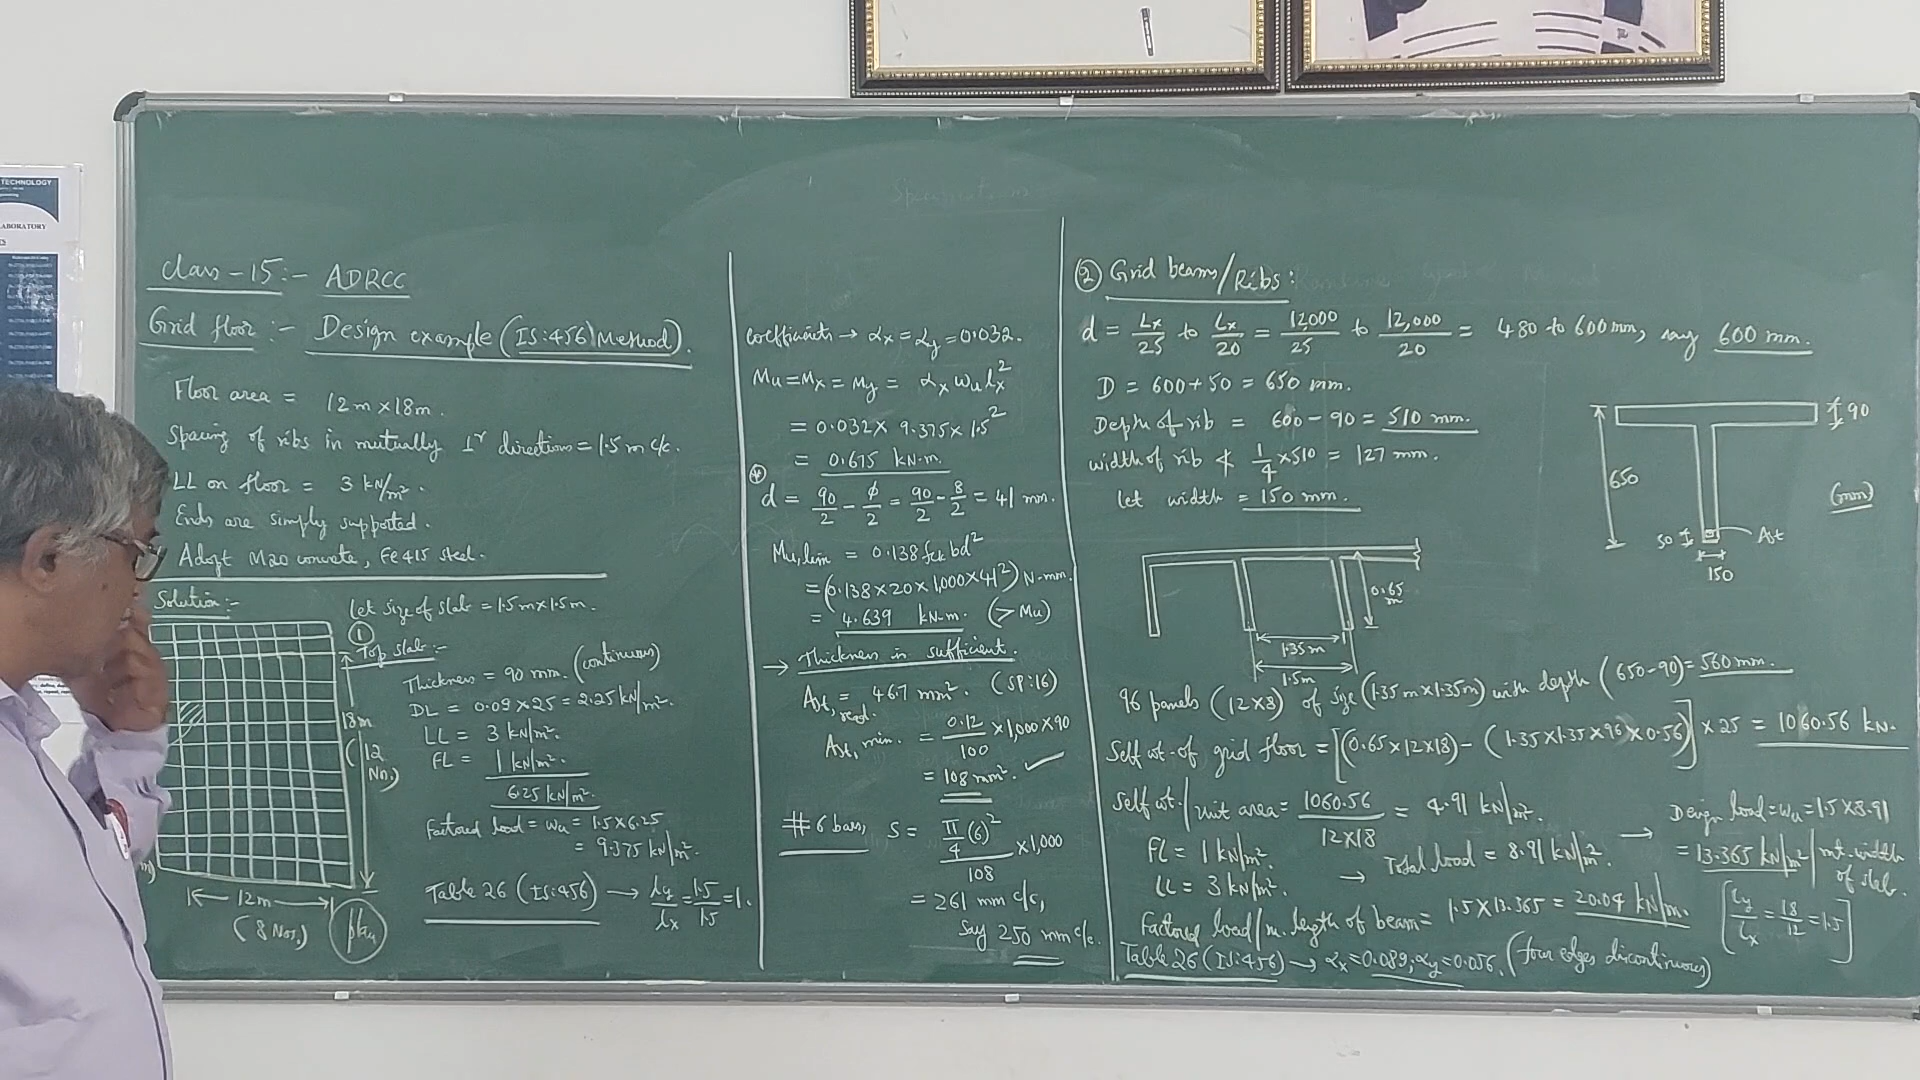 TECHNOLOGY
LABORATORY
Class - 15 :- ADRCC
Grid floor :- Design example (IS:456 Method).
Floor area = 12m x 18m.
Spacing of ribs in mutually ⊥r directions = 1.5 m c/c.
LL on floor = 3 kN/m².
Ends are simply supported.
Adopt M20 concrete, Fe 415 steel.
Solution :-
Let size of slab = 1.5m x 1.5m.
① Top slab :-
Thickness = 90 mm. (continuous)
DL = 0.09 x 25 = 2.25 kN/m².
LL = 3 kN/m².
FL = 1 kN/m².
6.25 kN/m².
Factored load = wu = 1.5 x 6.25
= 9.375 kN/m².
Table 26 (IS:456) → ly/lx = 1.5/1.5 = 1.
18m
(12 Nos.)
12m
(8 Nos.)
Plan
coefficients → αx = αy = 0.032.
Mu = Mx = My = αx wu lx²
= 0.032 x 9.375 x 1.5²
= 0.675 kN-m.
d = 90/2 - φ/2 = 90/2 - 8/2 = 41 mm.
Mu,lim = 0.138 fck bd²
= (0.138 x 20 x 1,000 x 41²) N-mm.
= 4.639 kN-m. (> Mu)
→ Thickness is sufficient.
Ast, reqd. = 46.7 mm². (SP:16)
Ast, min. = 0.12/100 x 1,000 x 90
= 108 mm². ✓
# 6 bars, S = π/4 (6)²/108 x 1,000
= 261 mm c/c,
Say 250 mm c/c.
② Grid beams/Ribs:
d = Lx/25 to Lx/20 = 12,000/25 to 12,000/20 = 480 to 600 mm, say 600 mm.
D = 600 + 50 = 650 mm.
Depth of rib = 600 - 90 = 510 mm.
width of rib ≮ 1/4 x 510 = 127 mm.
let width = 150 mm.
90
650
(mm)
50
Ast
150
0.65 m
1.35 m
1.5 m
96 panels (12 x 8) of size (1.35 m x 1.35 m) with depth (650 - 90) = 560 mm.
Self wt. of grid floor = [(0.65 x 12 x 18) - (1.35 x 1.35 x 96 x 0.56)] x 25 = 1060.56 kN.
Self wt./unit area = 1060.56/12x18 = 4.91 kN/m².
FL = 1 kN/m².
LL = 3 kN/m².
→ Total load = 8.91 kN/m².
→ Design load = wu = 1.5 x 8.91
= 13.365 kN/m²/mt. width of slab.
Factored load/m. length of beam = 1.5 x 13.365 = 20.04 kN/m.
[Ly/Lx = 18/12 = 1.5]
Table 26 (IS:456) → αx = 0.089, αy = 0.056. (four edges discontinuous)